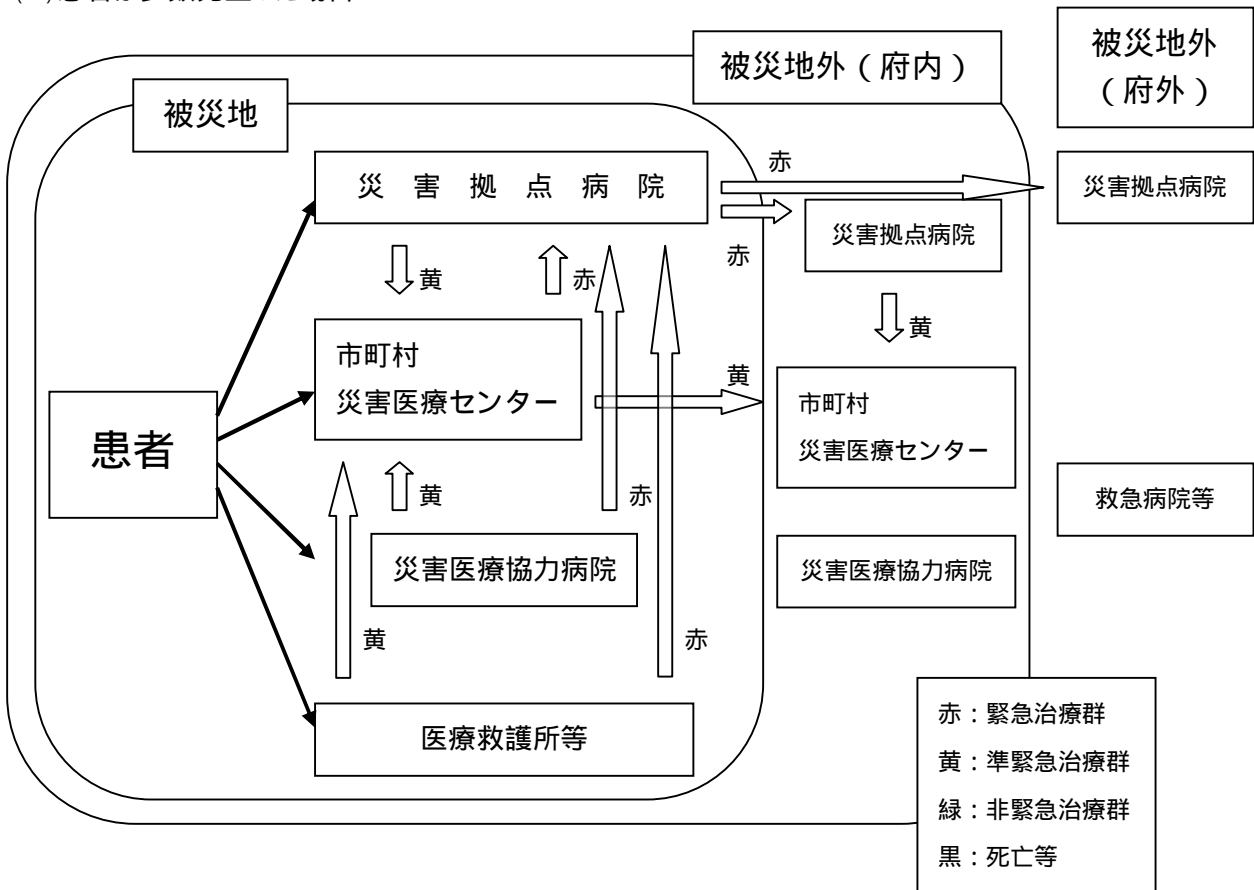 被災地外(府外)
被災地外(府内)
被災地
災害拠点病院
赤
災害拠点病院
災害拠点病院
赤
黄
赤
黄
市町村
災害医療センター
黄
市町村
災害医療センター
患者
黄
赤
救急病院等
災害医療協力病院
災害医療協力病院
黄
赤
医療救護所等
赤:緊急治療群
黄:準緊急治療群
緑:非緊急治療群
黒:死亡等